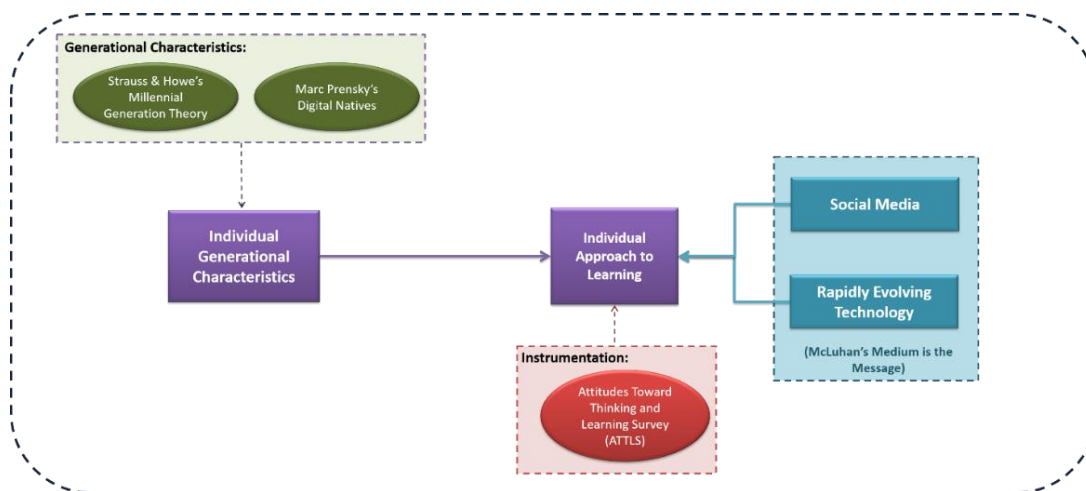 Generational Characteristics:
Strauss & Howe's
Millennial
Generation Theory
Marc Prensky's
Digital Natives
Individual
Generational
Characteristics
Individual
Approach to
Learning
Social Media
Rapidly Evolving
Technology
(McLuhan's Medium is the
Message)
Instrumentation:
Attitudes Toward
Thinking and
Learning Survey
(ATTLS)